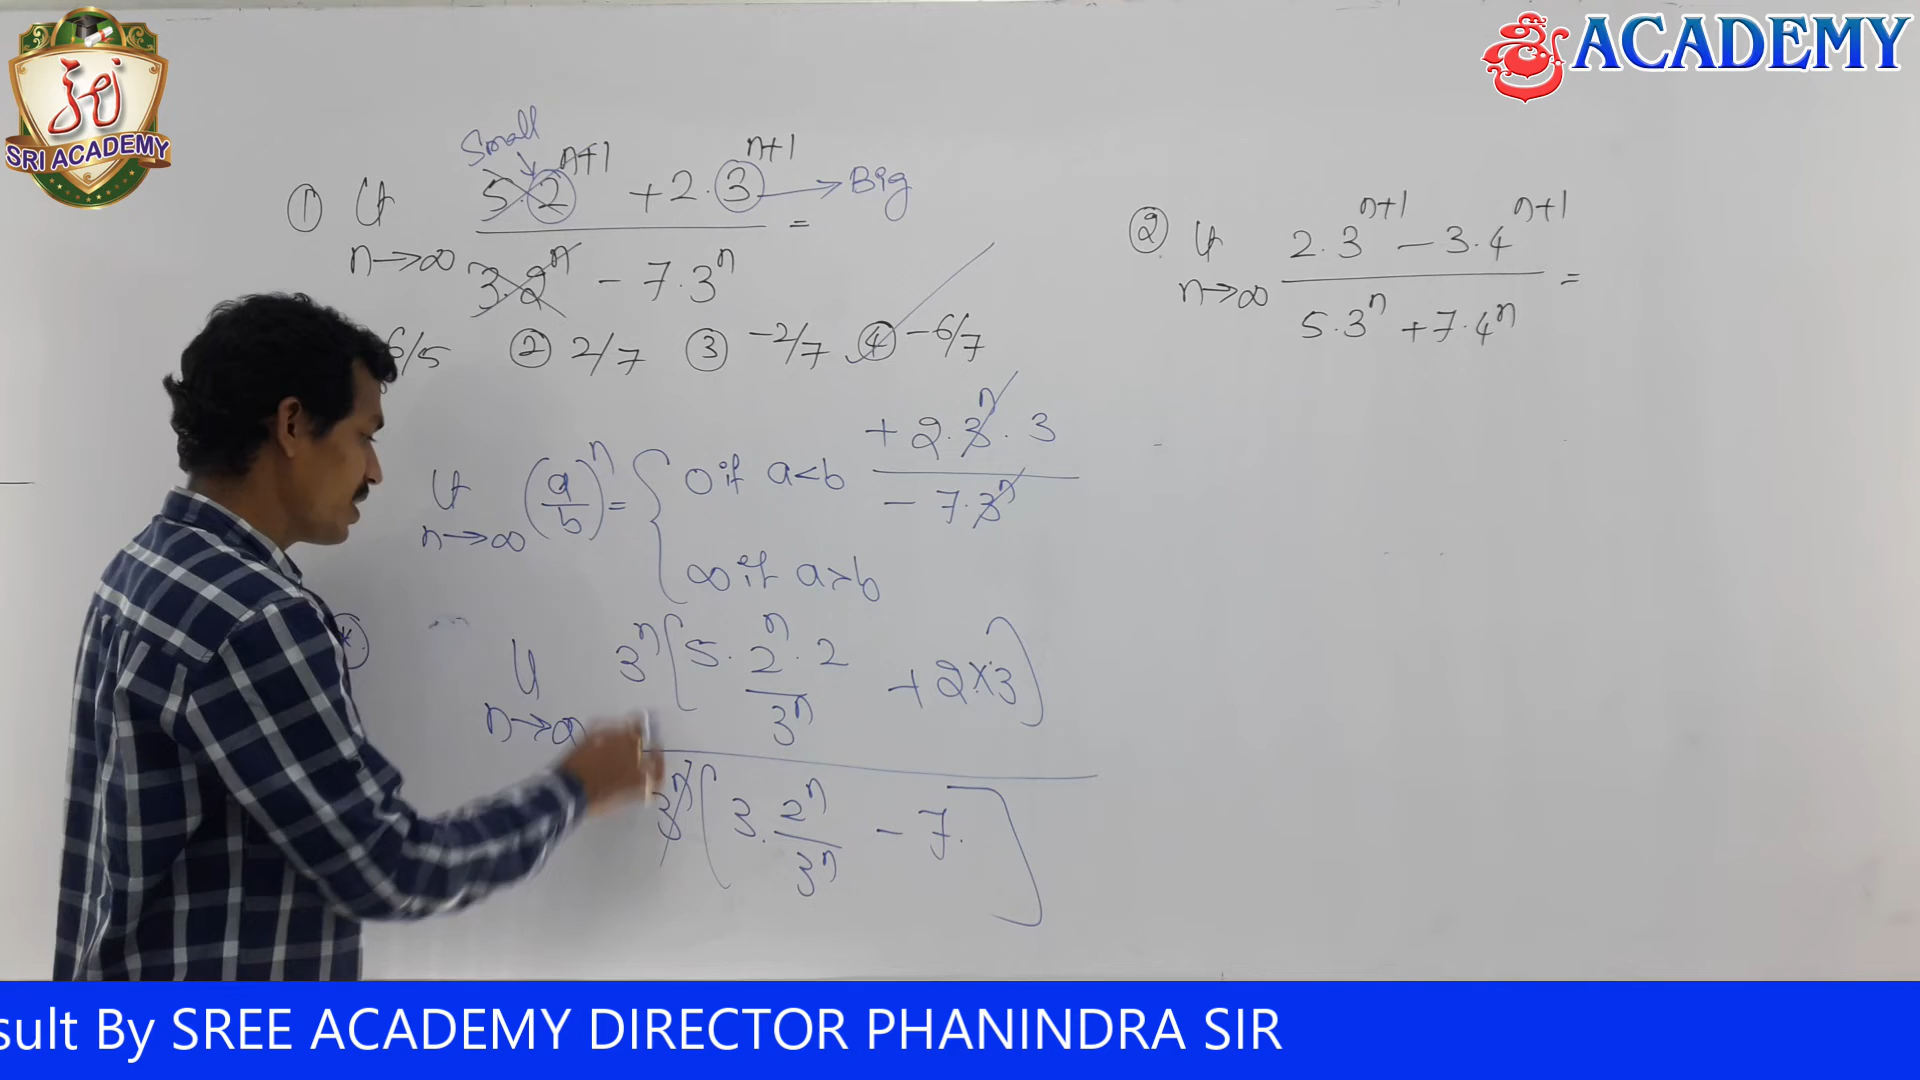 Sri
SRI ACADEMY
ACADEMY
Small
① Lt n→∞ 5·2^(n+1) + 2·3^(n+1) / 3·2^n − 7·3^n = → Big
6/5 ② 2/7 ③ −2/7 ④ −6/7
+2·3^n·3 / −7·3^n
Lt n→∞ (a/b)^n = { 0 if a<b
∞ if a>b
Lt n→∞ 3^n [5·2^n·2/3^n + 2×3] / 3^n [3·2^n/3^n − 7·]
② Lt n→∞ 2·3^(n+1) − 3·4^(n+1) / 5·3^n + 7·4^n =
sult By SREE ACADEMY DIRECTOR PHANINDRA SIR